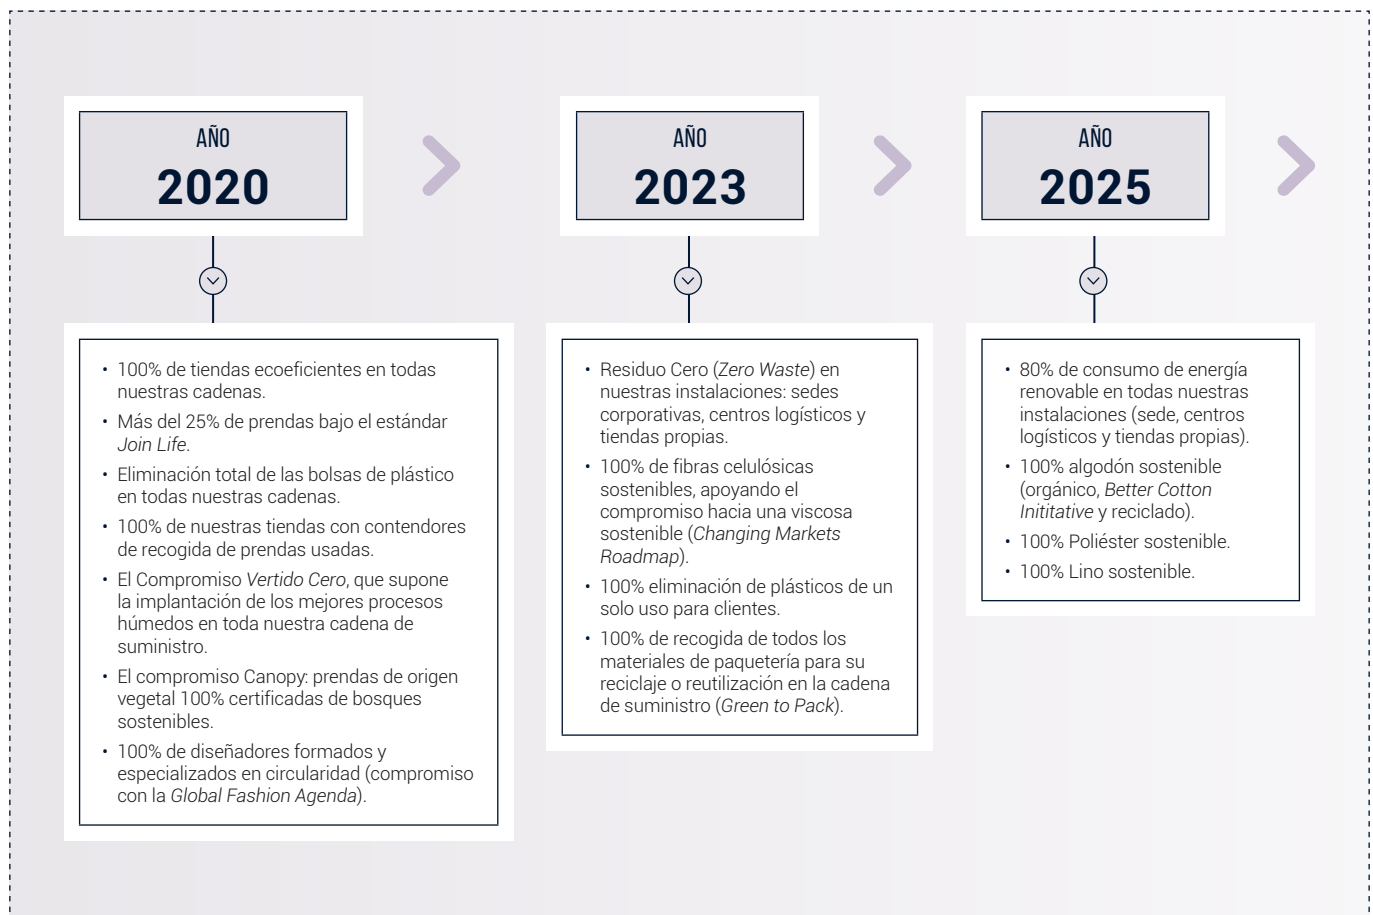 AÑO
2020
• 100% de tiendas ecoeficientes en todas
nuestras cadenas.
• Más del 25% de prendas bajo el estándar
Join Life.
• Eliminación total de las bolsas de plástico
en todas nuestras cadenas.
• 100% de nuestras tiendas con contendores
de recogida de prendas usadas.
• El Compromiso Vertido Cero, que supone
la implantación de los mejores procesos
húmedos en toda nuestra cadena de
suministro.
• El compromiso Canopy: prendas de origen
vegetal 100% certificadas de bosques
sostenibles.
• 100% de diseñadores formados y
especializados en circularidad (compromiso
con la Global Fashion Agenda).
AÑO
2023
• Residuo Cero (Zero Waste) en
nuestras instalaciones: sedes
corporativas, centros logísticos y
tiendas propias.
• 100% de fibras celulósicas
sostenibles, apoyando el
compromiso hacia una viscosa
sostenible (Changing Markets
Roadmap).
• 100% eliminación de plásticos de un
solo uso para clientes.
• 100% de recogida de todos los
materiales de paquetería para su
reciclaje o reutilización en la cadena
de suministro (Green to Pack).
AÑO
2025
• 80% de consumo de energía
renovable en todas nuestras
instalaciones (sede, centros
logísticos y tiendas propias).
• 100% algodón sostenible
(orgánico, Better Cotton
Inititative y reciclado).
• 100% Poliéster sostenible.
• 100% Lino sostenible.